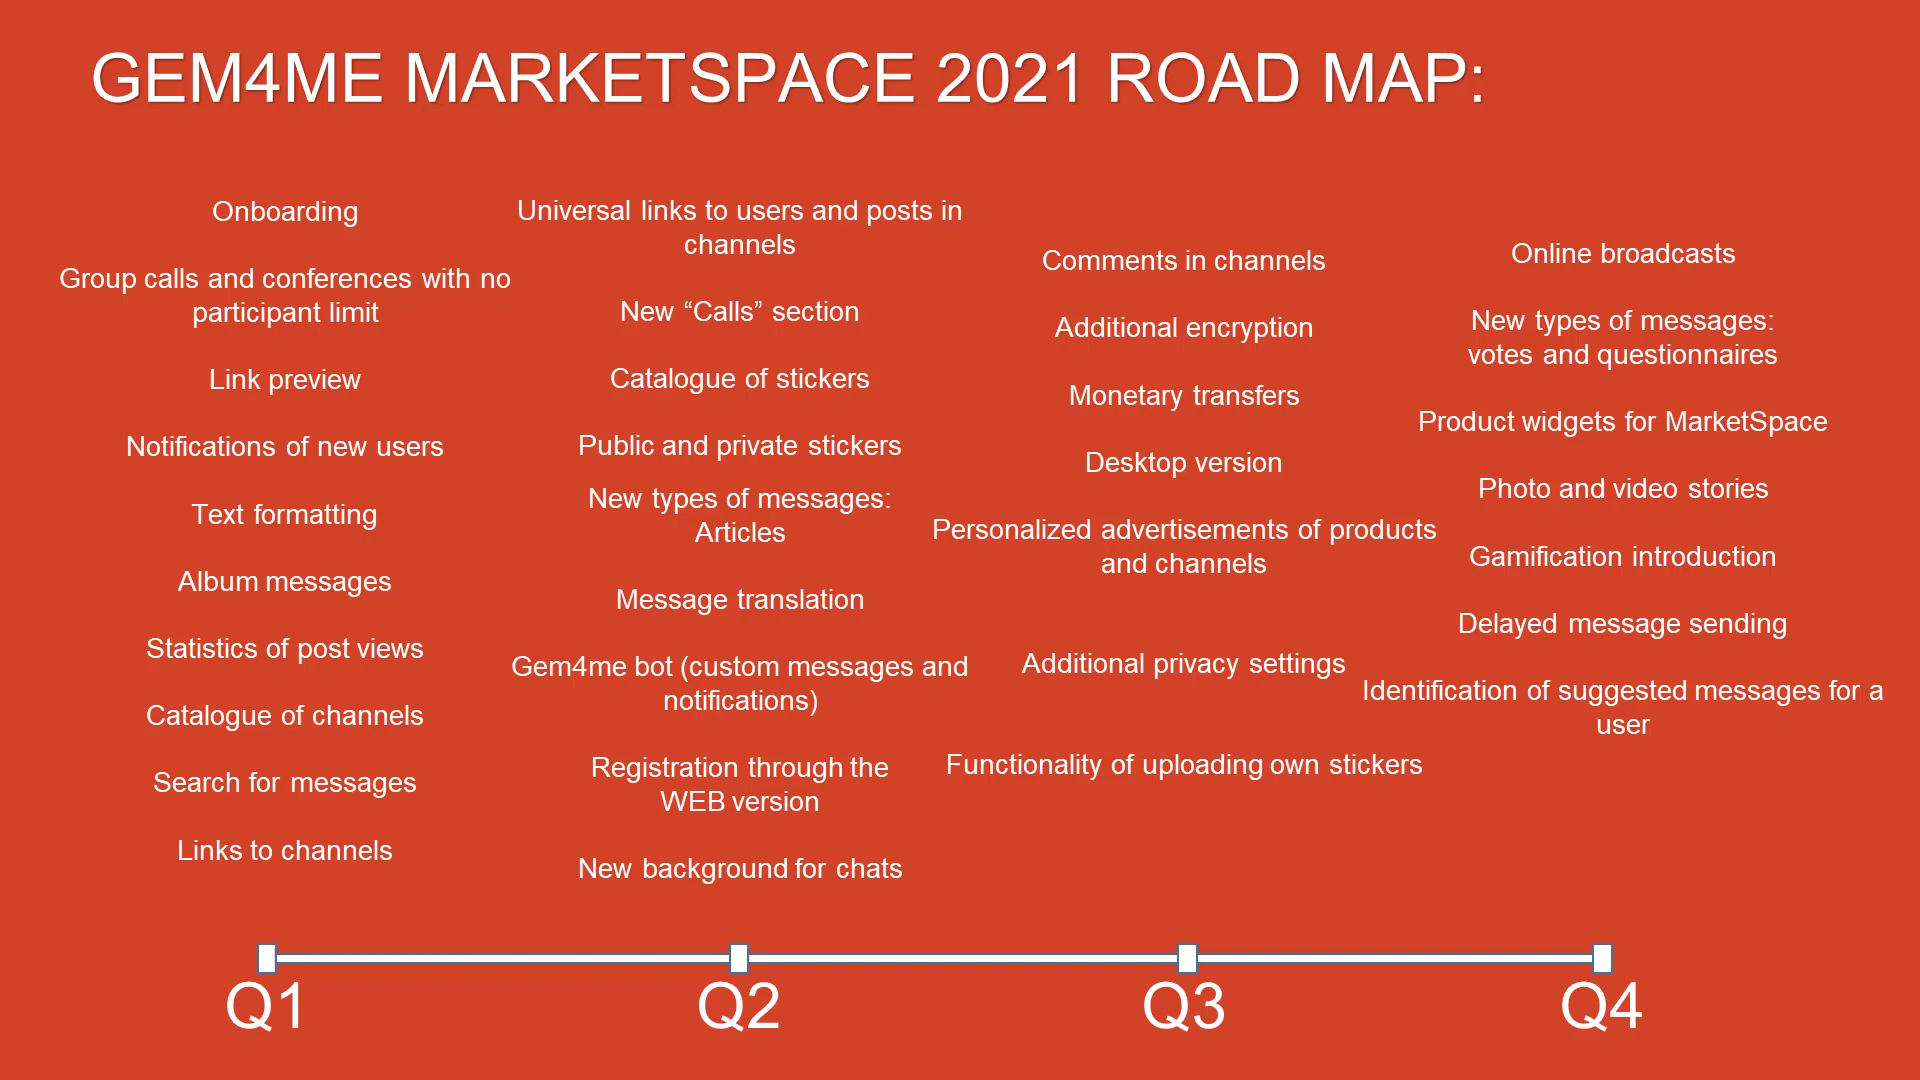 GEM4ME MARKETSPACE 2021 ROAD MAP:
Onboarding
Group calls and conferences with no
participant limit
Link preview
Notifications of new users
Text formatting
Album messages
Statistics of post views
Catalogue of channels
Search for messages
Links to channels
Universal links to users and posts in
channels
New “Calls” section
Catalogue of stickers
Public and private stickers
New types of messages:
Articles
Message translation
Gem4me bot (custom messages and
notifications)
Registration through the
WEB version
New background for chats
Comments in channels
Additional encryption
Monetary transfers
Desktop version
Personalized advertisements of products
and channels
Additional privacy settings
Functionality of uploading own stickers
Online broadcasts
New types of messages:
votes and questionnaires
Product widgets for MarketSpace
Photo and video stories
Gamification introduction
Delayed message sending
Identification of suggested messages for a
user
Q1
Q2
Q3
Q4